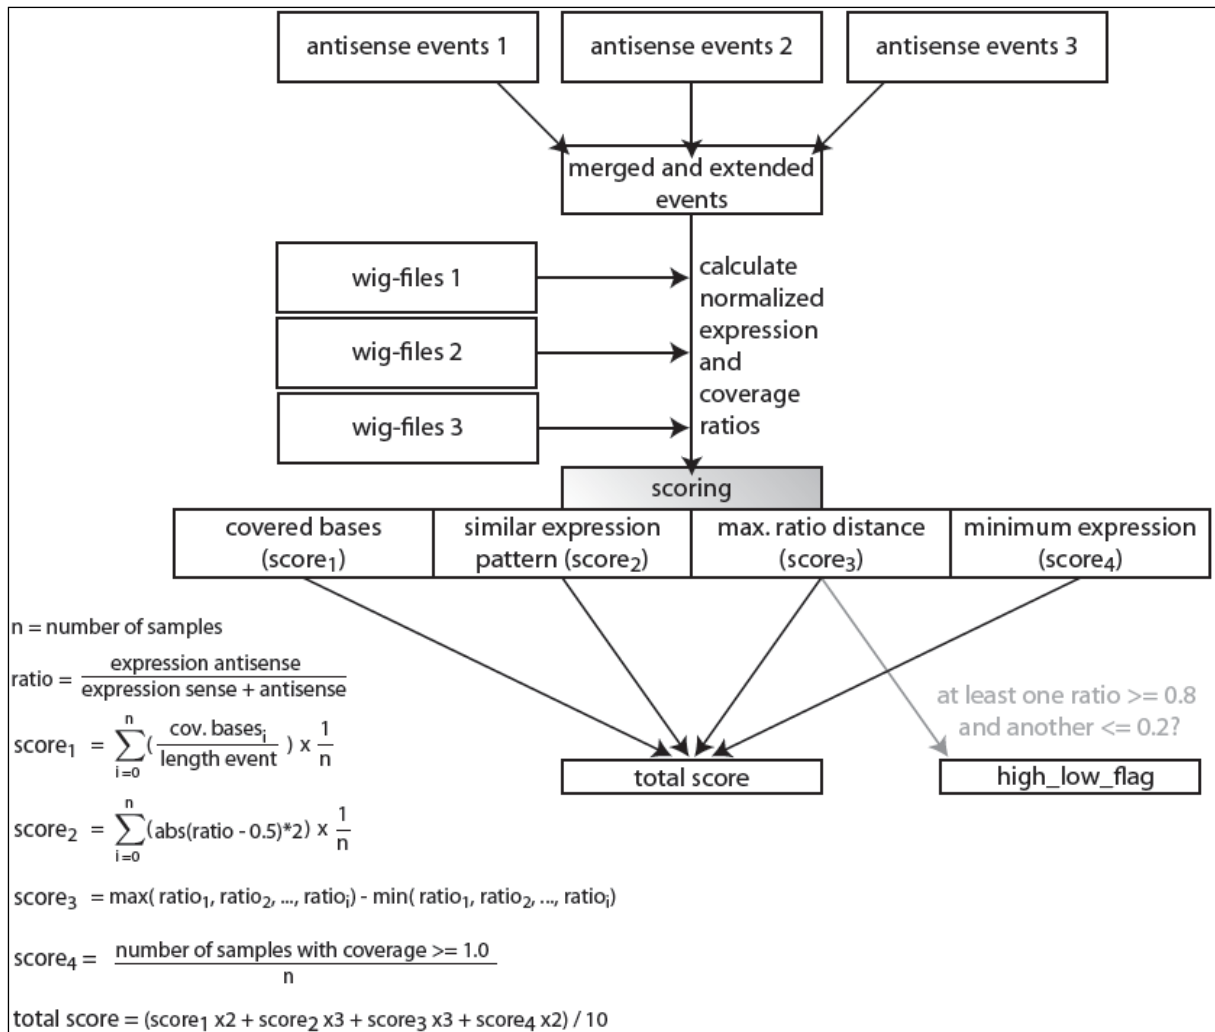 antisense events 1
antisense events 2
antisense events 3
merged and extended
events
wig-files 1
wig-files 2
wig-files 3
calculate
normalized
expression
and
coverage
ratios
scoring
covered bases
(score₁)
similar expression
pattern (score₂)
max. ratio distance
(score₃)
minimum expression
(score₄)
n = number of samples
ratio = expression antisense / expression sense + antisense
score₁ = ∑ⁿᵢ₌₀ (cov. basesᵢ / length event) x 1/n
score₂ = ∑ⁿᵢ₌₀ (abs(ratio - 0.5)*2) x 1/n
score₃ = max( ratio₁, ratio₂, ..., ratioᵢ) - min( ratio₁, ratio₂, ..., ratioᵢ)
score₄ = number of samples with coverage >= 1.0 / n
total score = (score₁ x2 + score₂ x3 + score₃ x3 + score₄ x2) / 10
at least one ratio >= 0.8
and another <= 0.2?
total score
high_low_flag